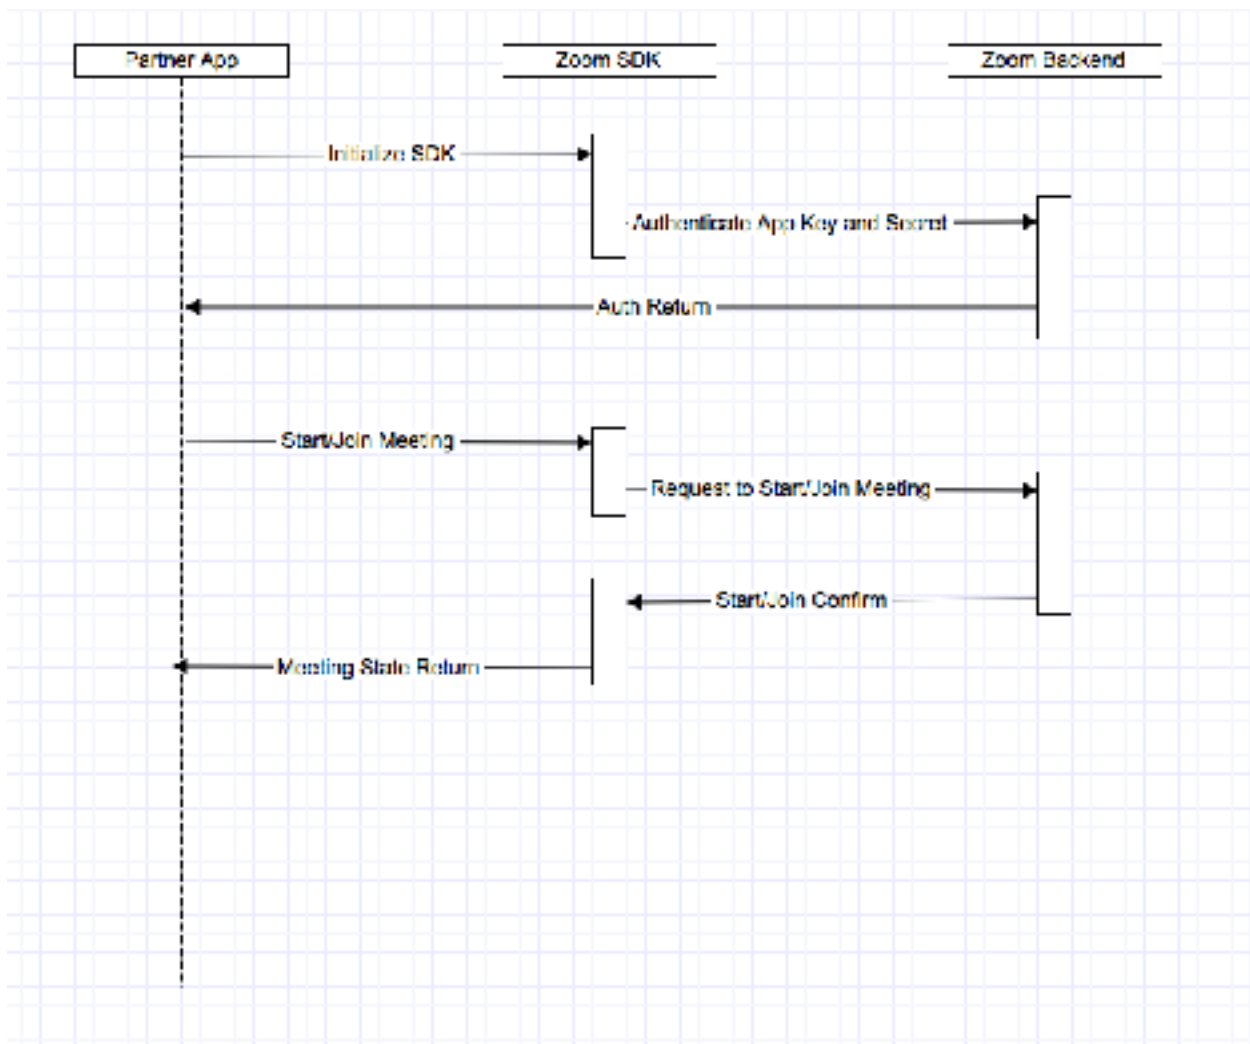 Partner App
Zoom SDK
Zoom Backend
Initialize SDK
Authenticate App Key and Secret
Auth Return
Start/Join Meeting
Request to Start/Join Meeting
Start/Join Confirm
Meeting State Return